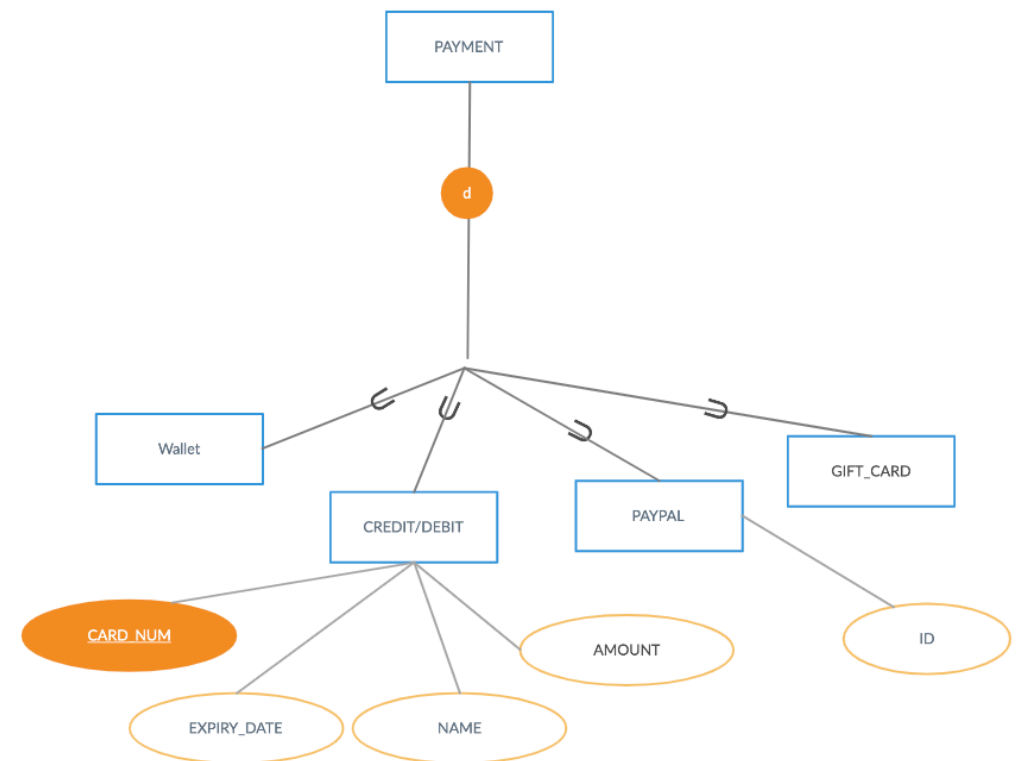 PAYMENT
d
Wallet
CREDIT/DEBIT
PAYPAL
GIFT_CARD
CARD_NUM
EXPIRY_DATE
NAME
AMOUNT
ID